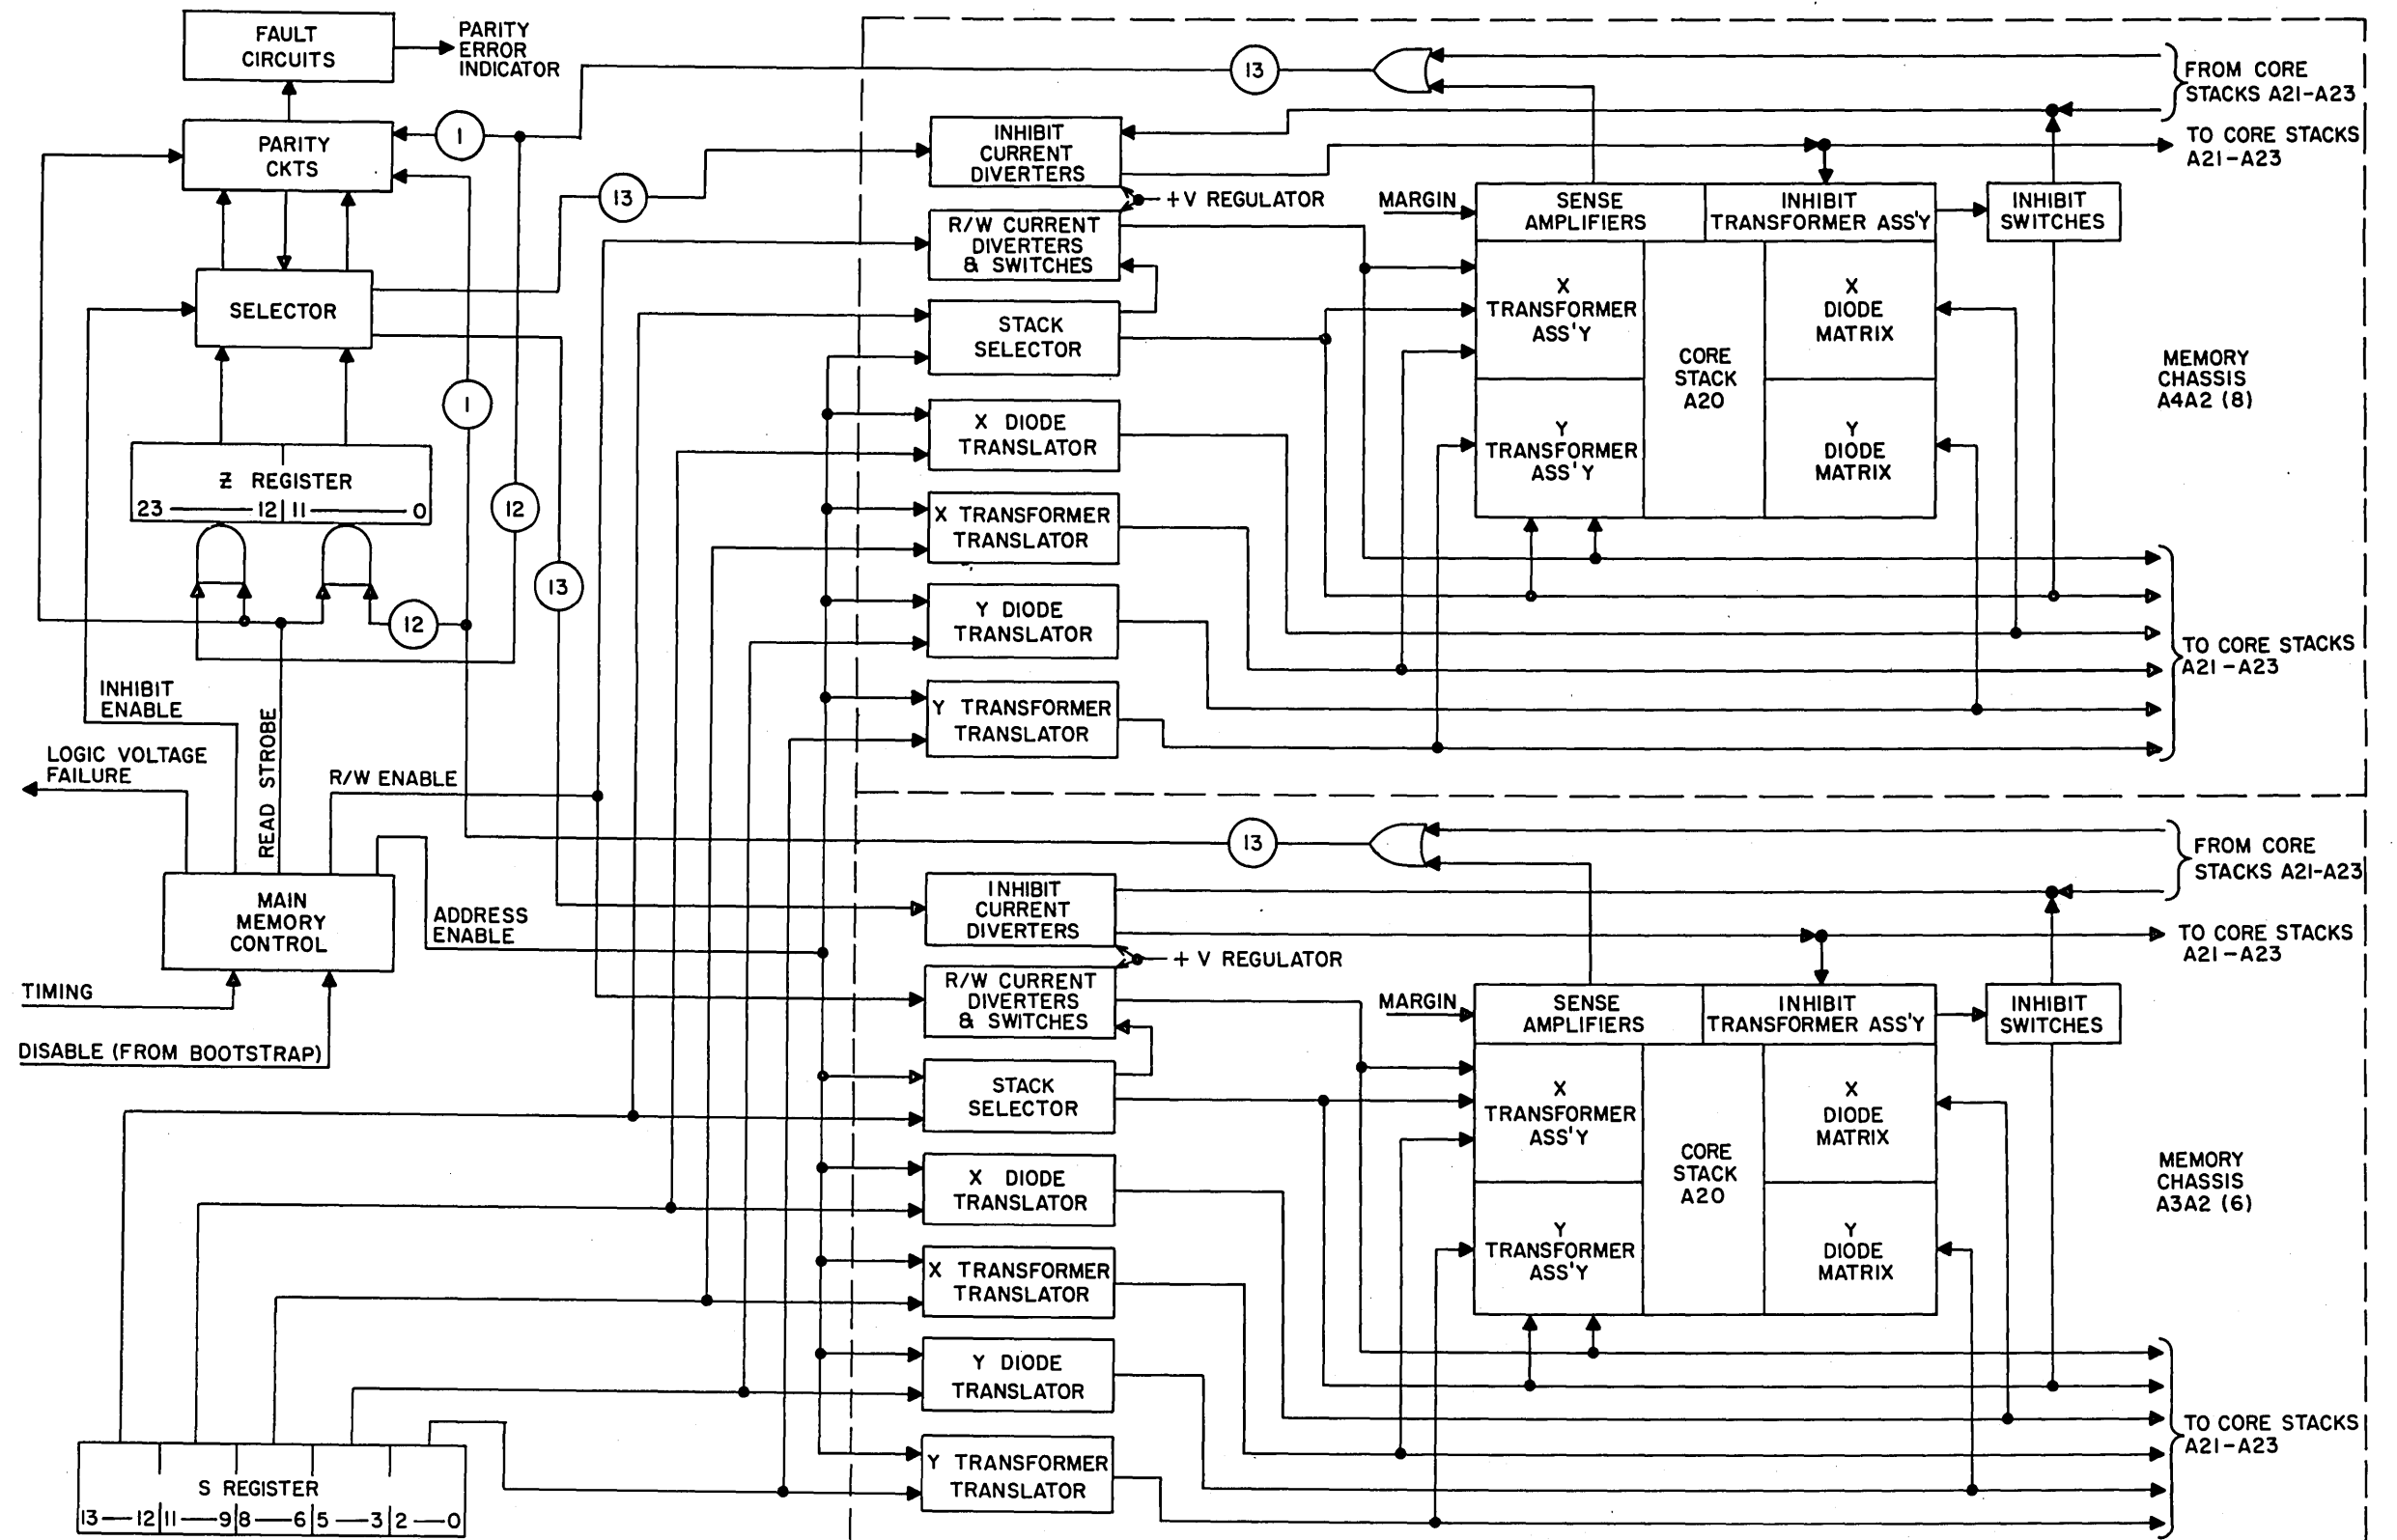 FAULT
CIRCUITS
PARITY
ERROR
INDICATOR
PARITY
CKTS
1
13
SELECTOR
1
Z REGISTER
23 12 11 0
12
12
13
INHIBIT
ENABLE
LOGIC VOLTAGE
FAILURE
READ STROBE
R/W ENABLE
MAIN
MEMORY
CONTROL
ADDRESS
ENABLE
TIMING
DISABLE (FROM BOOTSTRAP)
S REGISTER
13 — 12 11 — 9 8 — 6 5 — 3 2 — 0
13
FROM CORE
STACKS A21-A23
TO CORE STACKS
A21-A23
INHIBIT
CURRENT
DIVERTERS
+V REGULATOR
R/W CURRENT
DIVERTERS
& SWITCHES
STACK
SELECTOR
X DIODE
TRANSLATOR
X TRANSFORMER
TRANSLATOR
Y DIODE
TRANSLATOR
Y TRANSFORMER
TRANSLATOR
MARGIN
SENSE
AMPLIFIERS
INHIBIT
TRANSFORMER ASS'Y
INHIBIT
SWITCHES
X
TRANSFORMER
ASS'Y
Y
TRANSFORMER
ASS'Y
CORE
STACK
A20
X
DIODE
MATRIX
Y
DIODE
MATRIX
MEMORY
CHASSIS
A4A2 (8)
TO CORE STACKS
A21-A23
13
FROM CORE
STACKS A21-A23
TO CORE STACKS
A21-A23
INHIBIT
CURRENT
DIVERTERS
+ V REGULATOR
R/W CURRENT
DIVERTERS
& SWITCHES
STACK
SELECTOR
X DIODE
TRANSLATOR
X TRANSFORMER
TRANSLATOR
Y DIODE
TRANSLATOR
Y TRANSFORMER
TRANSLATOR
MARGIN
SENSE
AMPLIFIERS
INHIBIT
TRANSFORMER ASS'Y
INHIBIT
SWITCHES
X
TRANSFORMER
ASS'Y
Y
TRANSFORMER
ASS'Y
CORE
STACK
A20
X
DIODE
MATRIX
Y
DIODE
MATRIX
MEMORY
CHASSIS
A3A2 (6)
TO CORE STACKS
A21-A23